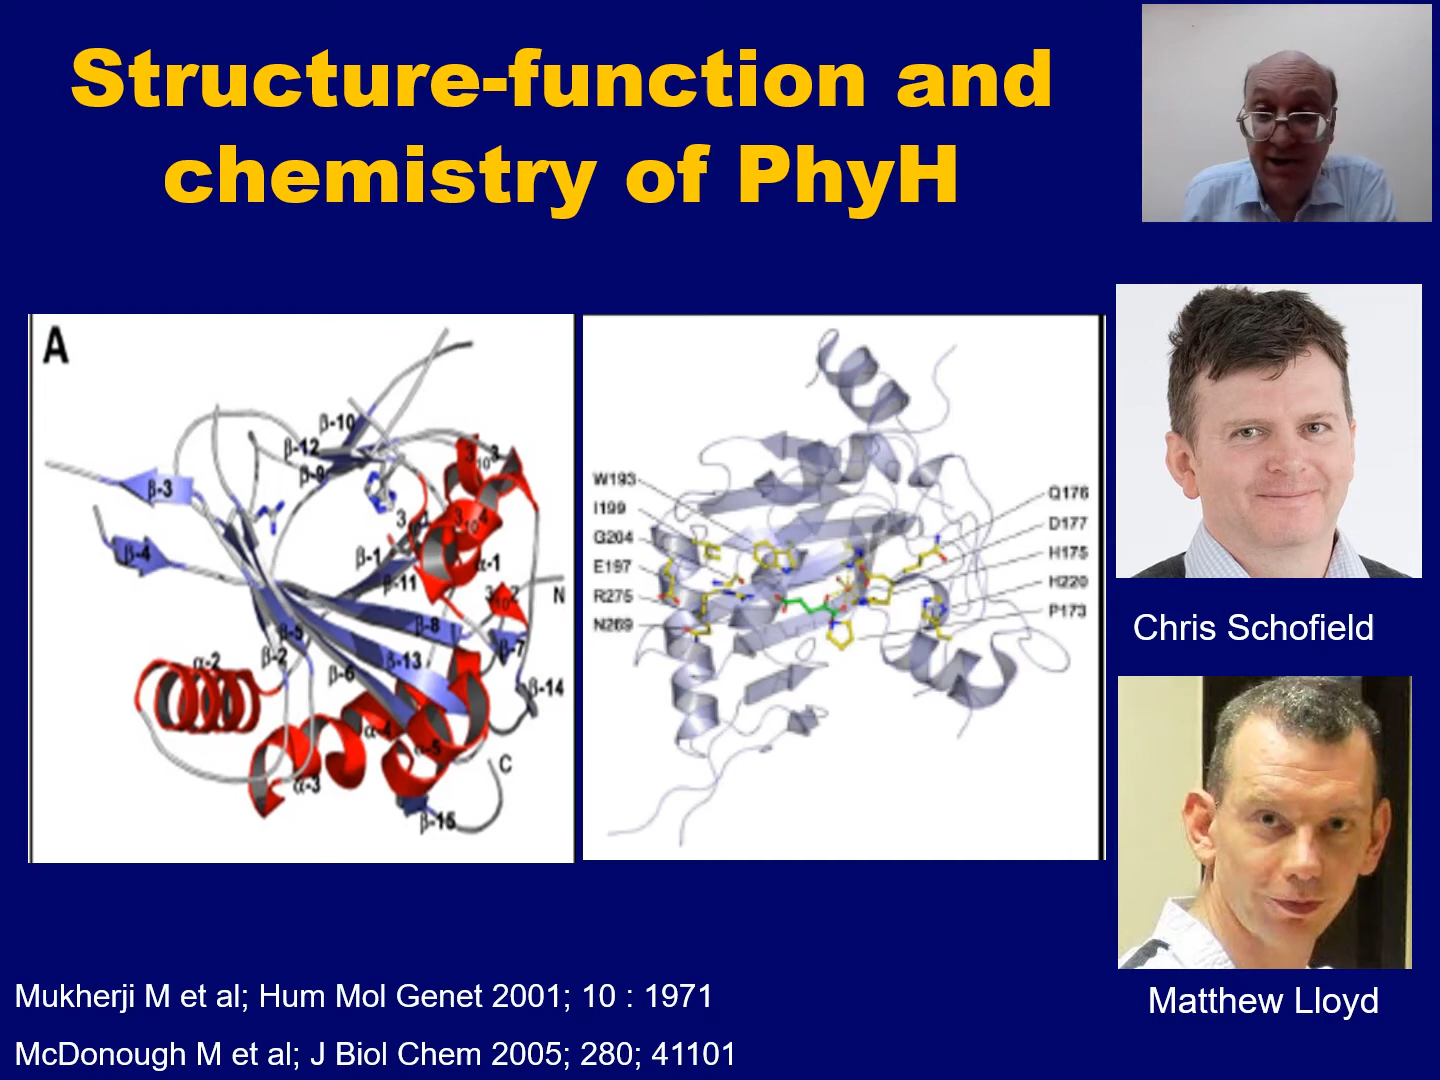 Structure-function and
chemistry of PhyH
A
β-10
β-12
β-9
β-3
β-4
β-1
β-11
α-1
3₁₀3
3₁₀4
3₁₀2
N
β-8
β-5
β-2
β-7
α-2
β-13
β-6
β-14
α-4
α-5
α-3
C
β-15
W193
I199
G204
E197
R275
N269
Q176
D177
H175
H220
P173
Chris Schofield
Matthew Lloyd
Mukherji M et al; Hum Mol Genet 2001; 10 : 1971
McDonough M et al; J Biol Chem 2005; 280; 41101